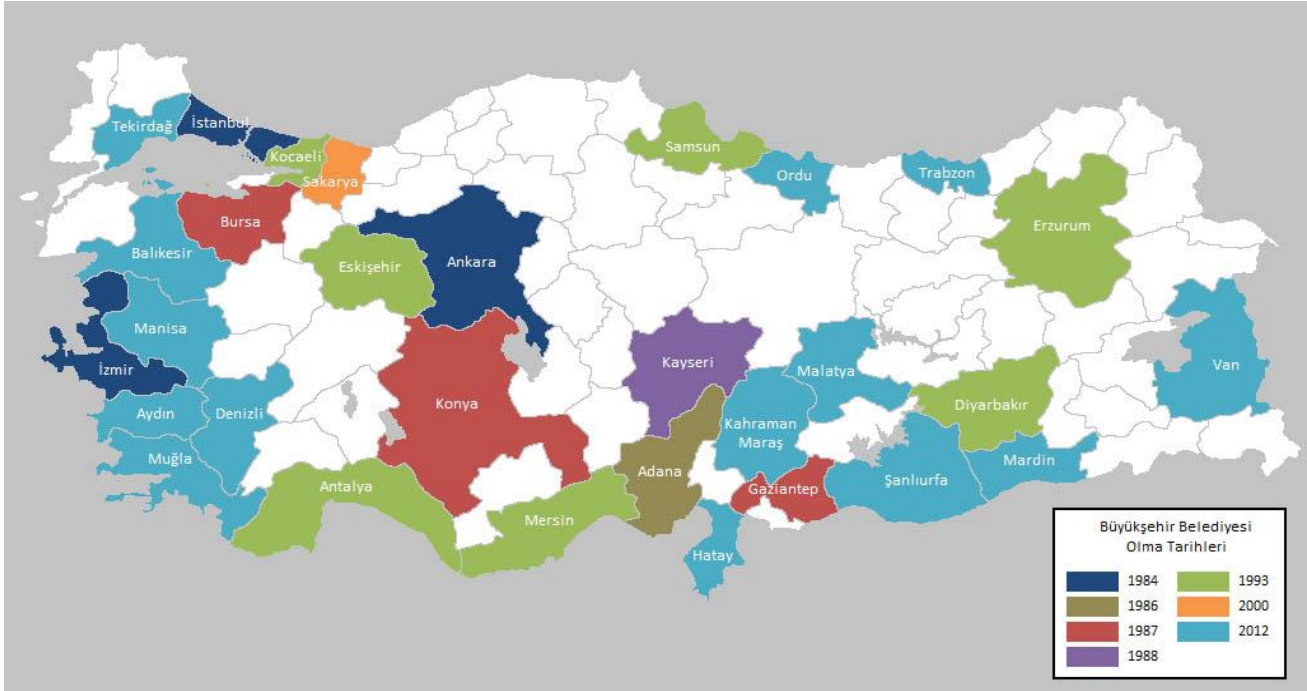 Tekirdağ
İstanbul
Kocaeli
Sakarya
Samsun
Ordu
Trabzon
Erzurum
Bursa
Balıkesir
Eskişehir
Ankara
Manisa
İzmir
Kayseri
Malatya
Van
Aydın
Denizli
Konya
Diyarbakır
Kahraman
Maraş
Muğla
Adana
Mardin
Antalya
Gaziantep
Şanlıurfa
Mersin
Hatay
Büyükşehir Belediyesi
Olma Tarihleri
1984
1986
1987
1988
1993
2000
2012